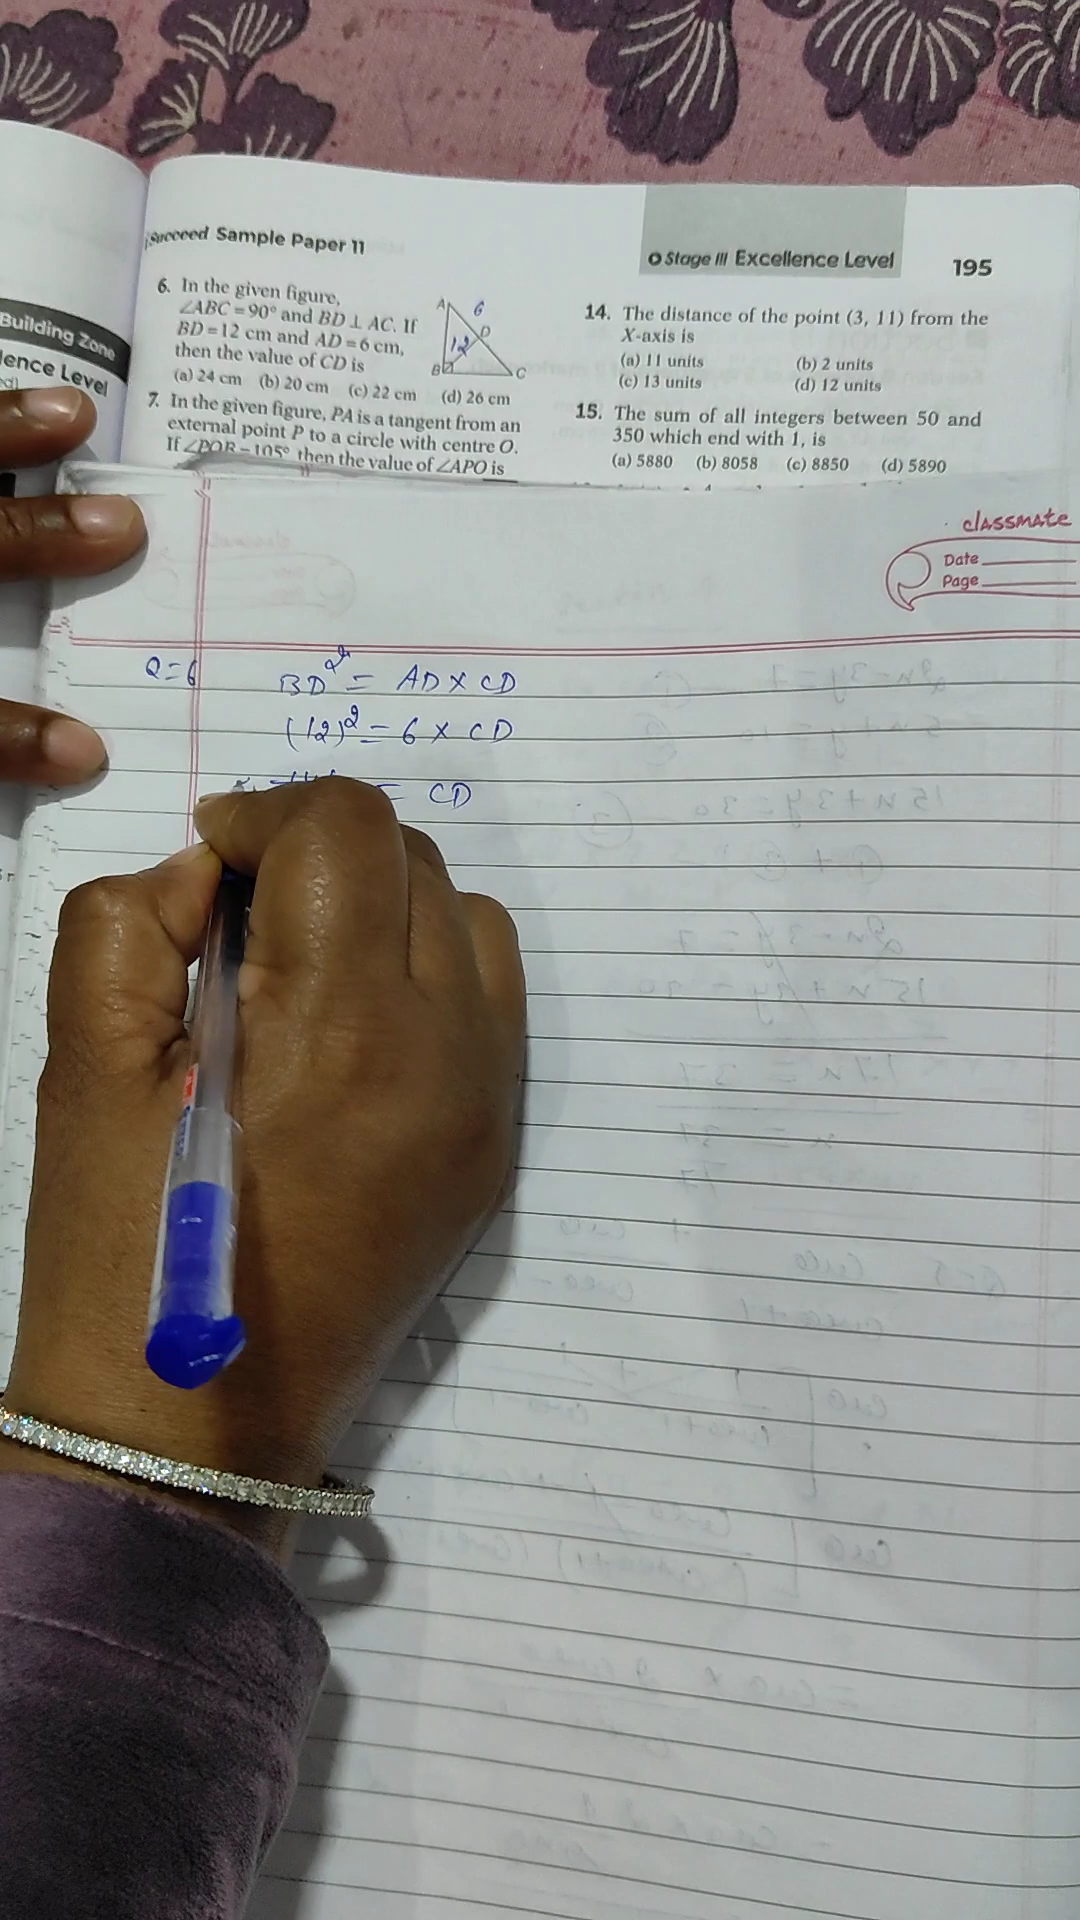 Succeed Sample Paper 11
Stage III Excellence Level
195
Building Zone
lence Level
6. In the given figure,
∠ABC = 90° and BD ⊥ AC. If
BD = 12 cm and AD = 6 cm,
then the value of CD is
(a) 24 cm (b) 20 cm (c) 22 cm (d) 26 cm
A
6
D
12
B
C
7. In the given figure, PA is a tangent from an
external point P to a circle with centre O.
If ∠POR = 105° then the value of ∠APO is
14. The distance of the point (3, 11) from the
X-axis is
(a) 11 units (b) 2 units
(c) 13 units (d) 12 units
15. The sum of all integers between 50 and
350 which end with 1, is
(a) 5880 (b) 8058 (c) 8850 (d) 5890
classmate
Date
Page
Q=6
BD² = AD × CD
(12)² = 6 × CD
= CD